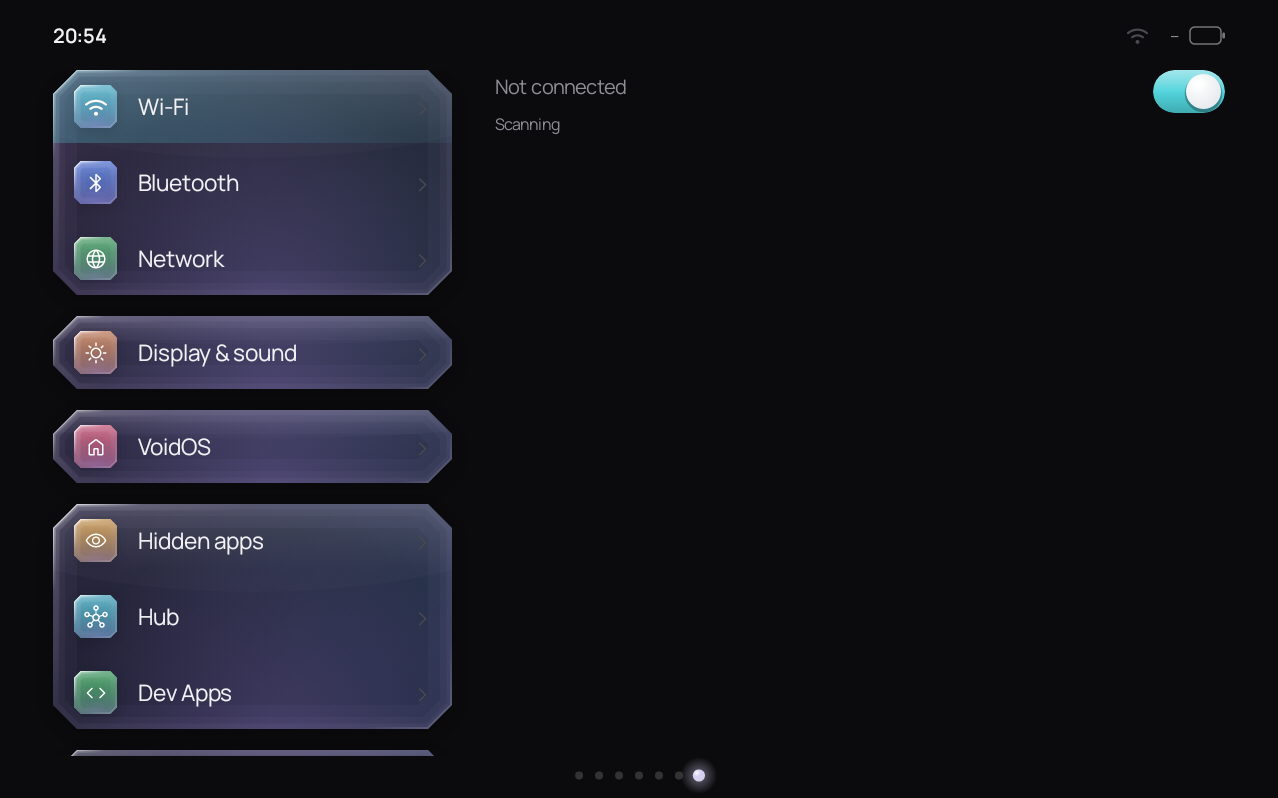 20:54
–
Wi-Fi
Not connected
Scanning
Bluetooth
Network
Display & sound
VoidOS
Hidden apps
Hub
Dev Apps